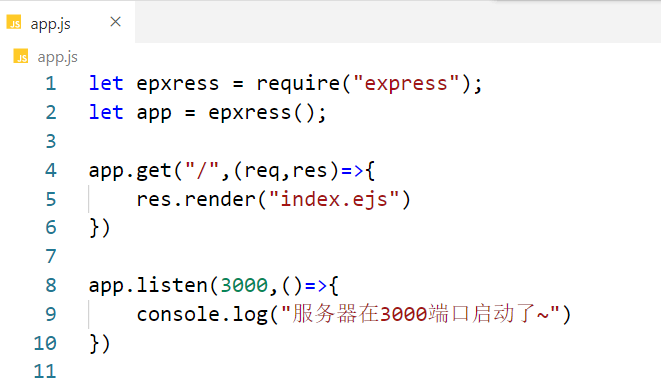 JS app.js ×
JS app.js
1 let epxress = require("express");
2 let app = epxress();
3
4 app.get("/",(req,res)=>{
5     res.render("index.ejs")
6 })
7
8 app.listen(3000,()=>{
9     console.log("服务器在3000端口启动了~")
10 })
11